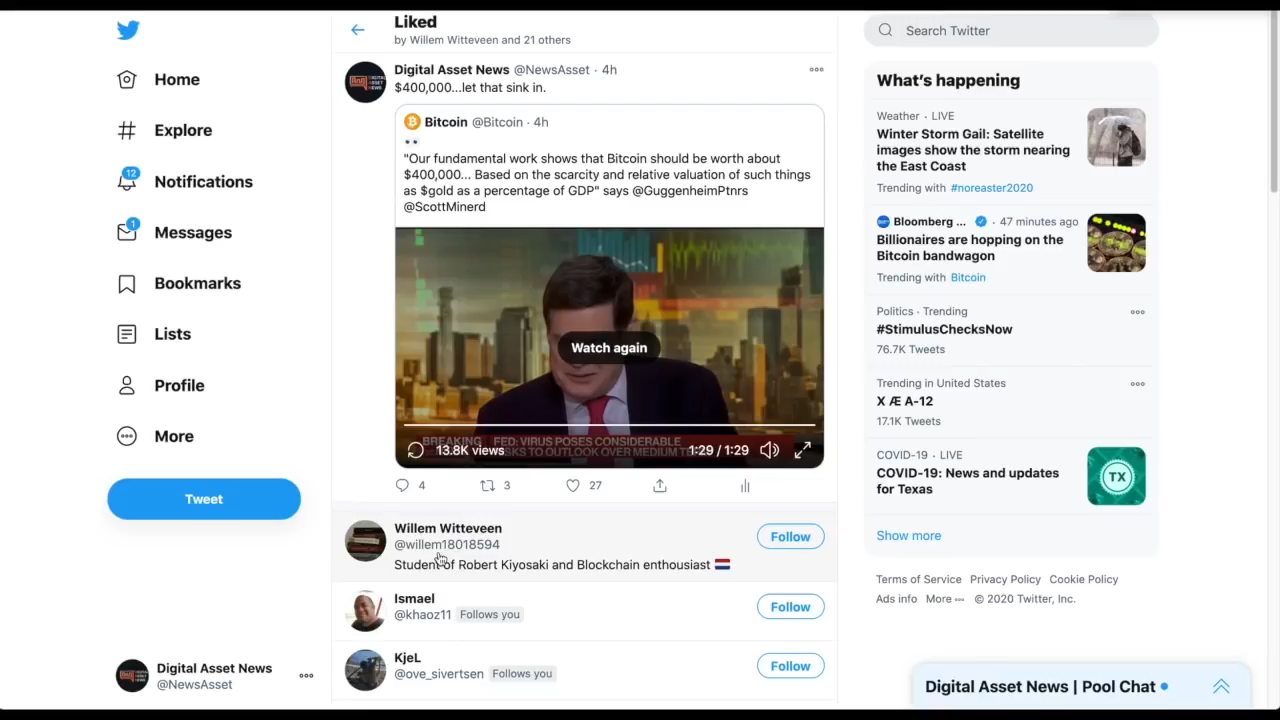 Home
Explore
12
Notifications
1
Messages
Bookmarks
Lists
Profile
More
Tweet
Digital Asset News
@NewsAsset
Liked
by Willem Witteveen and 21 others
Digital Asset News @NewsAsset · 4h
$400,000...let that sink in.
Bitcoin @Bitcoin · 4h
"Our fundamental work shows that Bitcoin should be worth about
$400,000... Based on the scarcity and relative valuation of such things
as $gold as a percentage of GDP" says @GuggenheimPtnrs
@ScottMinerd
Watch again
BREAKING FED: VIRUS POSES CONSIDERABLE
TO OUTLOOK OVER MEDIUM
13.8K views
1:29 / 1:29
4
3
27
Willem Witteveen
@willem18018594
Student of Robert Kiyosaki and Blockchain enthousiast
Follow
Ismael
@khaoz11 Follows you
Follow
KjeL
@ove_sivertsen Follows you
Follow
Search Twitter
What's happening
Weather · LIVE
Winter Storm Gail: Satellite
images show the storm nearing
the East Coast
Trending with #noreaster2020
Bloomberg ... · 47 minutes ago
Billionaires are hopping on the
Bitcoin bandwagon
Trending with Bitcoin
Politics · Trending
#StimulusChecksNow
76.7K Tweets
Trending in United States
X Æ A-12
17.1K Tweets
COVID-19 · LIVE
COVID-19: News and updates
for Texas
TX
Show more
Terms of Service Privacy Policy Cookie Policy
Ads info More © 2020 Twitter, Inc.
Digital Asset News | Pool Chat